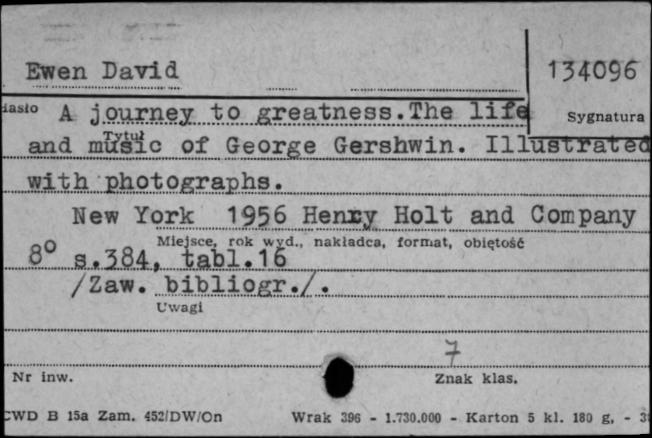 Ewen David
134096
iasło A journey to greatness.The life
Sygnatura
Tytuł
and music of George Gershwin. Illustrated
with photographs.
New York 1956 Henry Holt and Company
Miejsce, rok wyd., nakładca, format, objętość
8° s.384, tabl.16
/Zaw. bibliogr./.
Uwagi
7
Nr inw.
Znak klas.
CWD B 15a Zam. 452/DW/On Wrak 396 - 1.730.000 - Karton 5 kl. 180 g. - 3